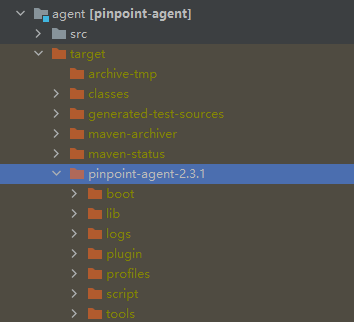 agent [pinpoint-agent]
src
target
archive-tmp
classes
generated-test-sources
maven-archiver
maven-status
pinpoint-agent-2.3.1
boot
lib
logs
plugin
profiles
script
tools